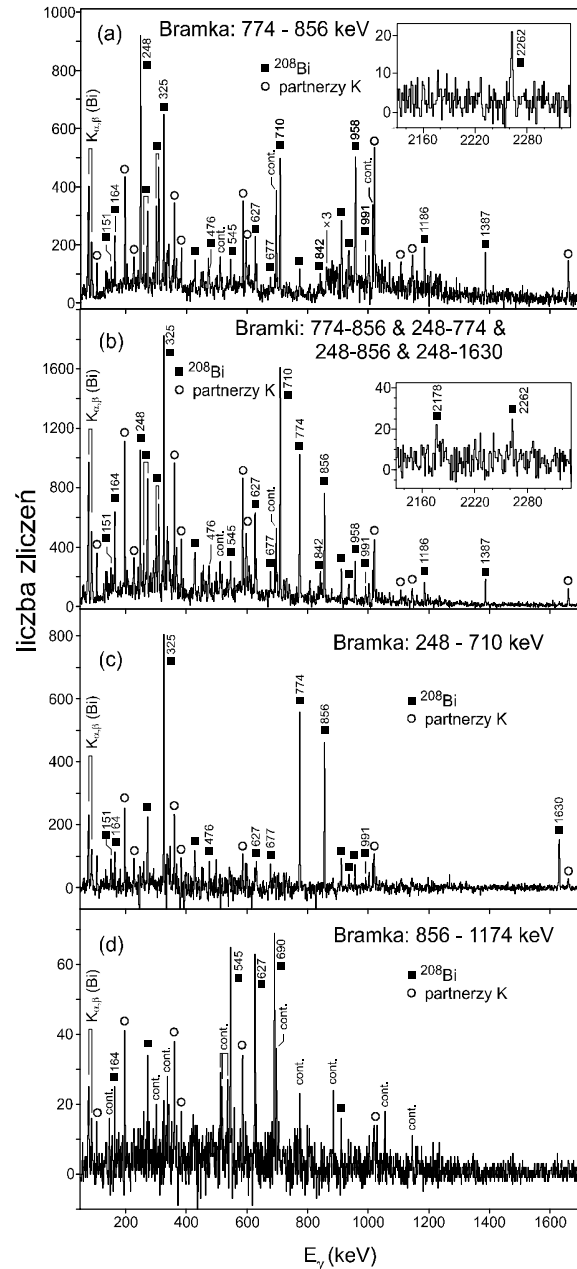 (a) Bramka: 774 - 856 keV
²⁰⁸Bi
partnerzy K
Kα,β (Bi)
151
164
248
325
476
cont.
545
627
677
cont.
710
842
× 3
958
991
cont.
1186
1387
2262
0
10
20
2160
2220
2280
0
200
400
600
800
1000
(b) Bramki: 774-856 & 248-774 &
248-856 & 248-1630
²⁰⁸Bi
partnerzy K
Kα,β (Bi)
151
164
248
325
476
cont.
545
627
677
cont.
710
774
842
856
958
991
1186
1387
2178
2262
0
20
40
2160
2220
2280
0
400
800
1200
1600
liczba zliczeń
(c) Bramka: 248 - 710 keV
²⁰⁸Bi
partnerzy K
Kα,β (Bi)
151
164
325
476
627
677
774
856
991
1630
0
200
400
600
800
(d) Bramka: 856 - 1174 keV
²⁰⁸Bi
partnerzy K
Kα,β (Bi)
164
cont.
cont.
cont.
cont.
545
627
690
cont.
cont.
cont.
cont.
cont.
0
20
40
60
200
400
600
800
1000
1200
1400
1600
Eγ (keV)